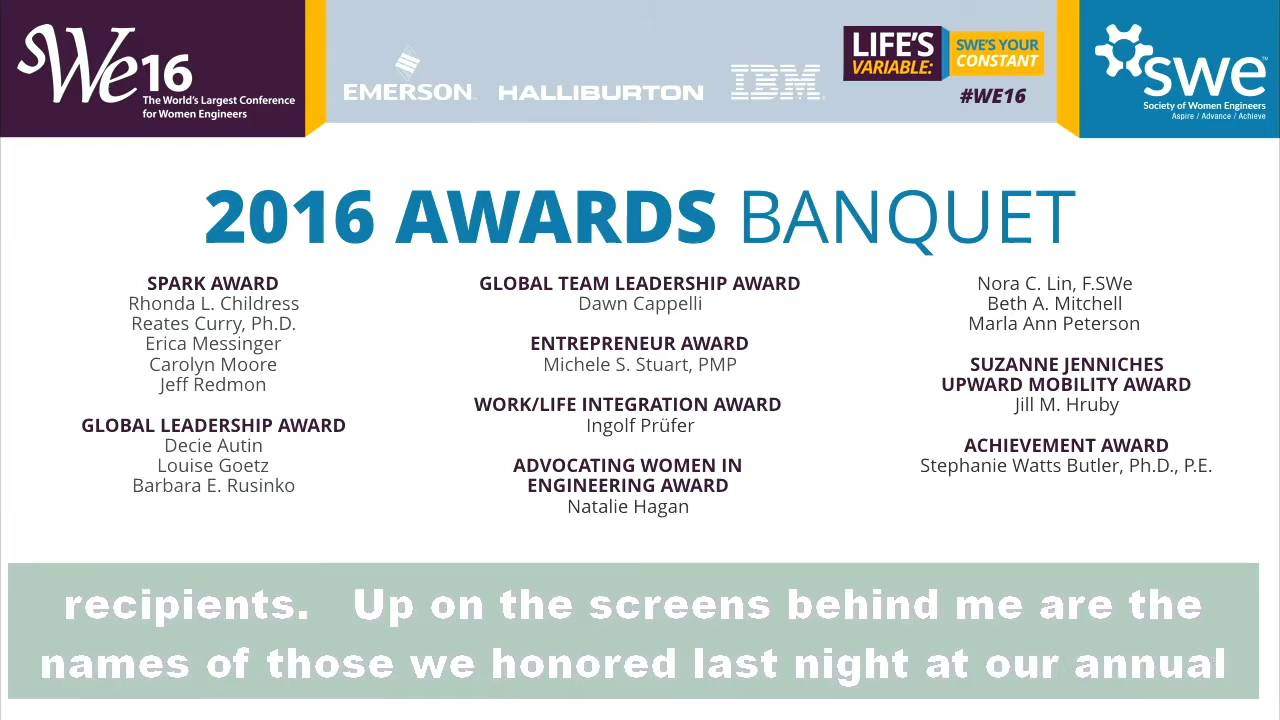 SWe16
The World's Largest Conference
for Women Engineers
EMERSON
HALLIBURTON
IBM
LIFE'S
VARIABLE:
SWE'S YOUR
CONSTANT
#WE16
swe
Society of Women Engineers
Aspire / Advance / Achieve
2016 AWARDS BANQUET
SPARK AWARD
Rhonda L. Childress
Reates Curry, Ph.D.
Erica Messinger
Carolyn Moore
Jeff Redmon
GLOBAL LEADERSHIP AWARD
Decie Autin
Louise Goetz
Barbara E. Rusinko
GLOBAL TEAM LEADERSHIP AWARD
Dawn Cappelli
ENTREPRENEUR AWARD
Michele S. Stuart, PMP
WORK/LIFE INTEGRATION AWARD
Ingolf Prüfer
ADVOCATING WOMEN IN
ENGINEERING AWARD
Natalie Hagan
Nora C. Lin, F.SWe
Beth A. Mitchell
Marla Ann Peterson
SUZANNE JENNICHES
UPWARD MOBILITY AWARD
Jill M. Hruby
ACHIEVEMENT AWARD
Stephanie Watts Butler, Ph.D., P.E.
recipients. Up on the screens behind me are the
names of those we honored last night at our annual